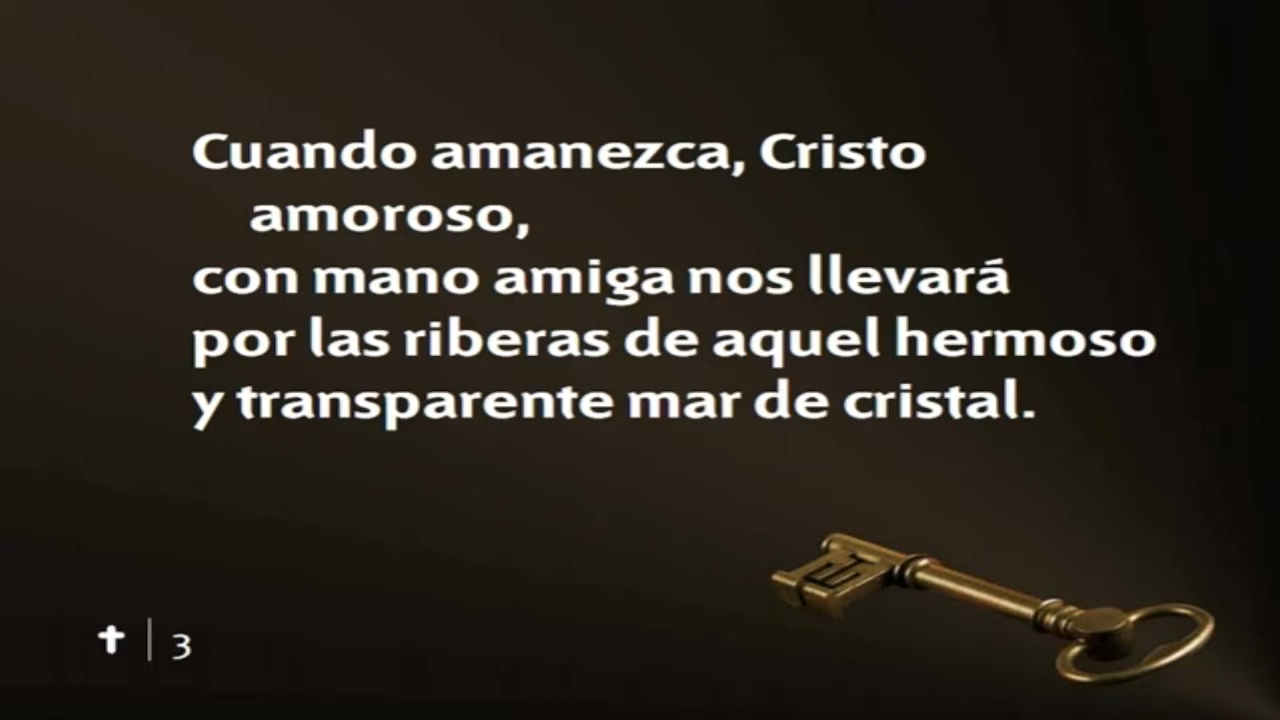 Cuando amanezca, Cristo
amoroso,
con mano amiga nos llevará
por las riberas de aquel hermoso
y transparente mar de cristal.
3